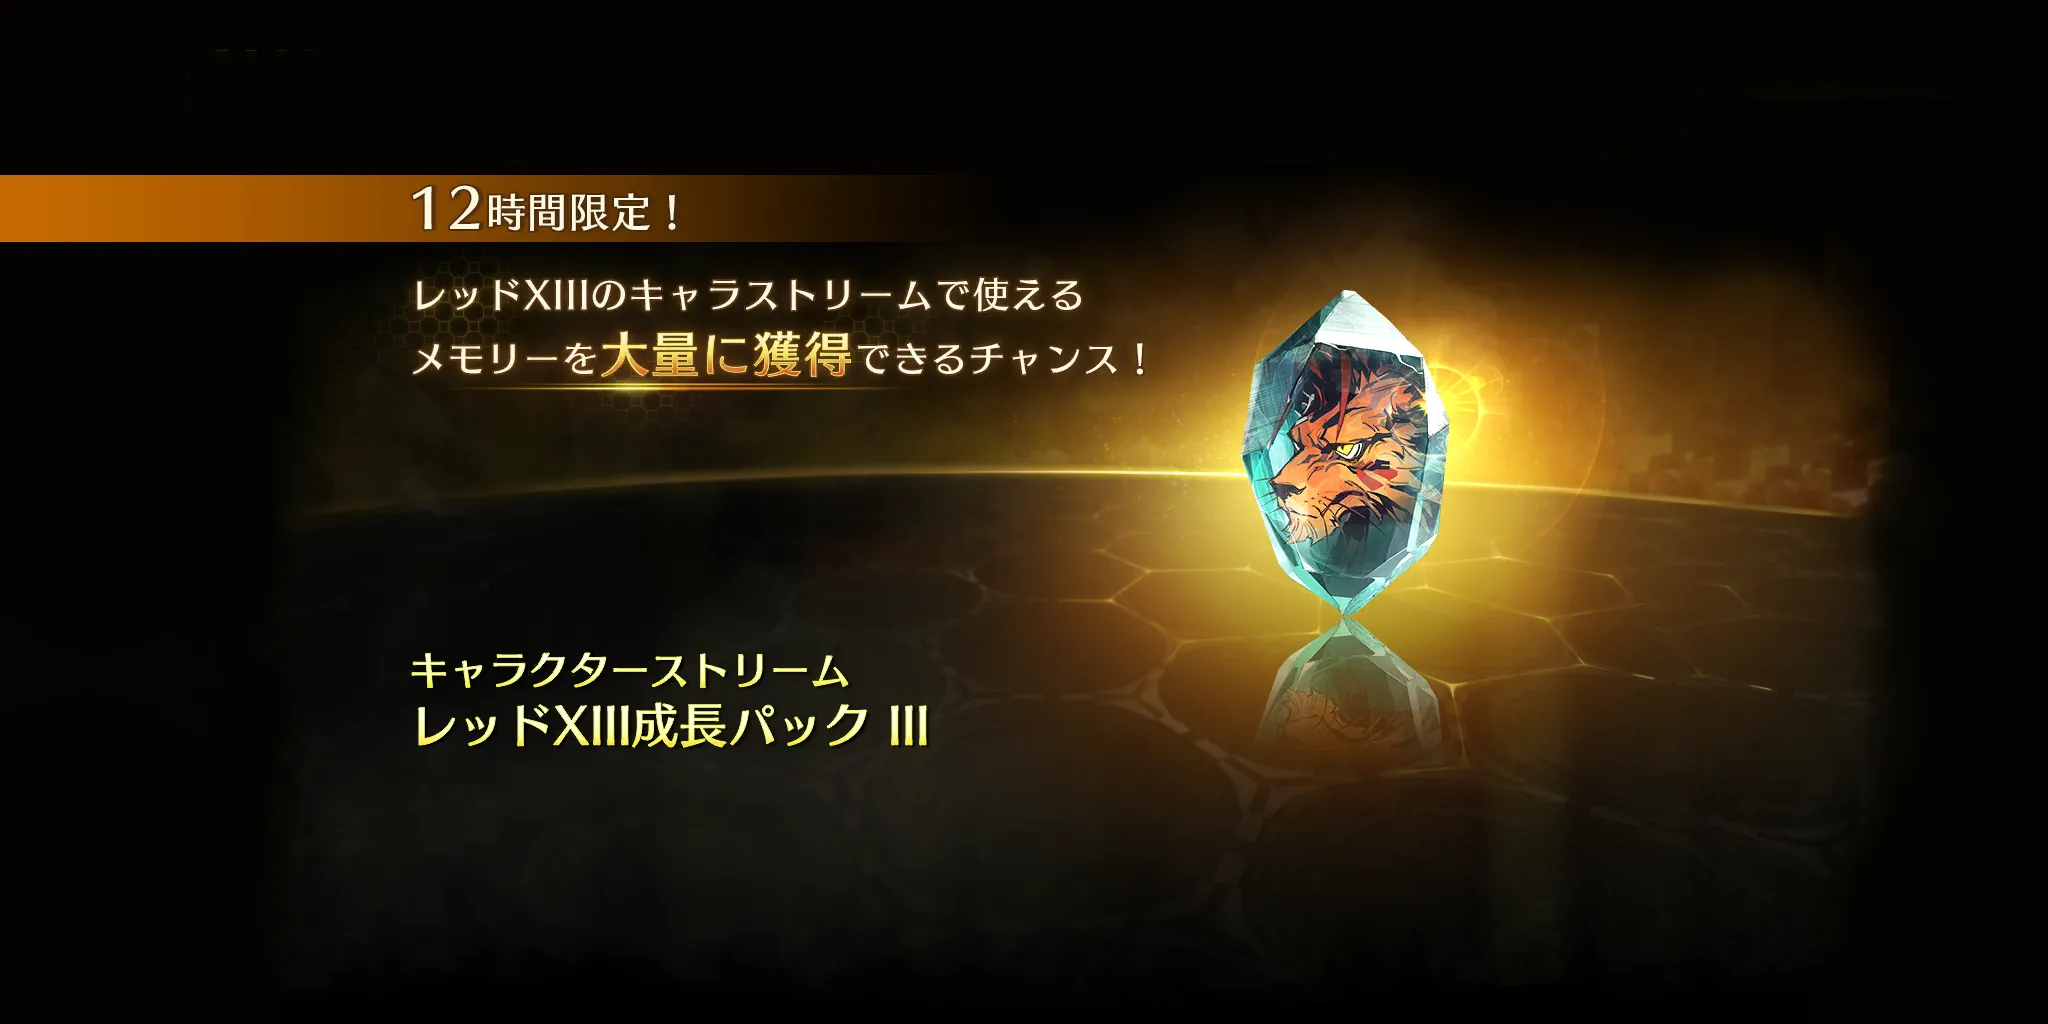 12時間限定！
レッドXIIIのキャラストリームで使える
メモリーを大量に獲得できるチャンス！
キャラクターストリーム
レッドXIII成長パック III